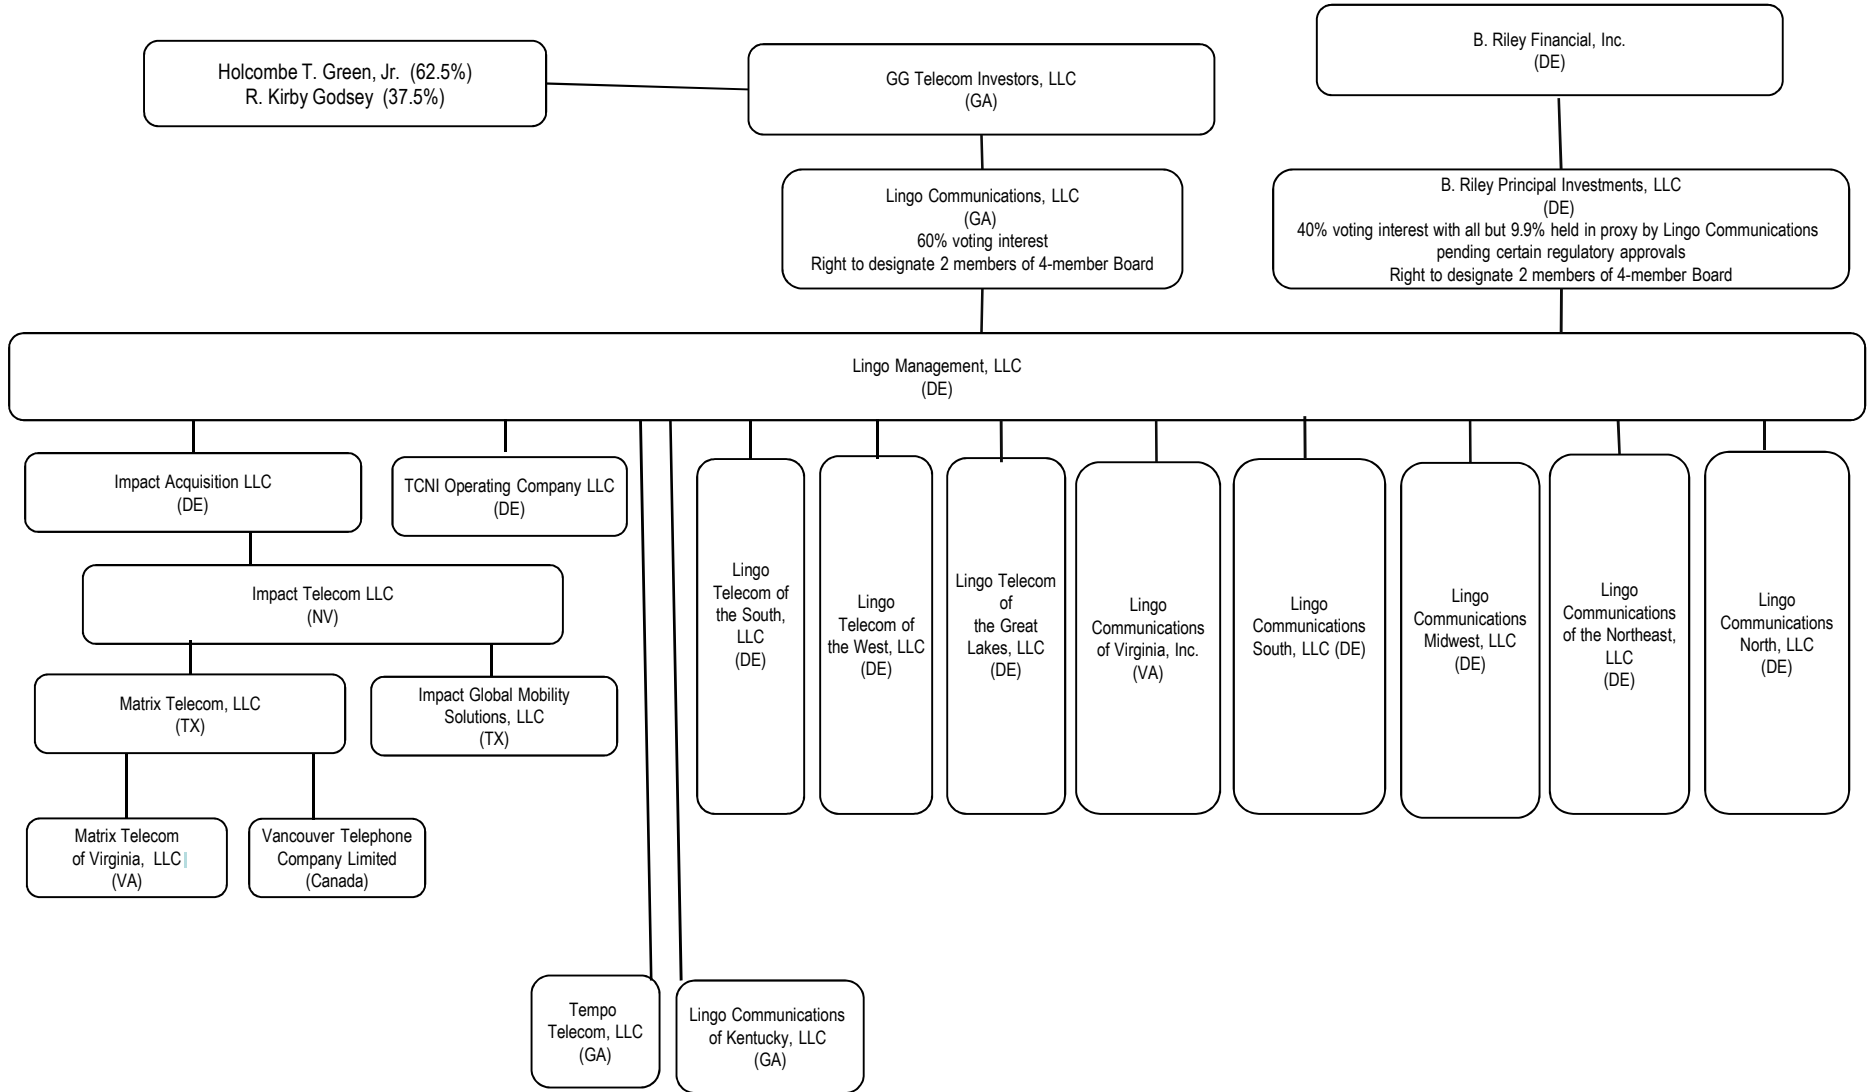 Holcombe T. Green, Jr. (62.5%)
R. Kirby Godsey (37.5%)
GG Telecom Investors, LLC
(GA)
B. Riley Financial, Inc.
(DE)
Lingo Communications, LLC
(GA)
60% voting interest
Right to designate 2 members of 4-member Board
B. Riley Principal Investments, LLC
(DE)
40% voting interest with all but 9.9% held in proxy by Lingo Communications
pending certain regulatory approvals
Right to designate 2 members of 4-member Board
Lingo Management, LLC
(DE)
Impact Acquisition LLC
(DE)
TCNI Operating Company LLC
(DE)
Impact Telecom LLC
(NV)
Matrix Telecom, LLC
(TX)
Impact Global Mobility
Solutions, LLC
(TX)
Matrix Telecom
of Virginia, LLC
(VA)
Vancouver Telephone
Company Limited
(Canada)
Lingo
Telecom of
the South,
LLC
(DE)
Lingo
Telecom of
the West, LLC
(DE)
Lingo Telecom
of
the Great
Lakes, LLC
(DE)
Lingo
Communications
of Virginia, Inc.
(VA)
Lingo
Communications
South, LLC (DE)
Lingo
Communications
Midwest, LLC
(DE)
Lingo
Communications
of the Northeast,
LLC
(DE)
Lingo
Communications
North, LLC
(DE)
Tempo
Telecom, LLC
(GA)
Lingo Communications
of Kentucky, LLC
(GA)